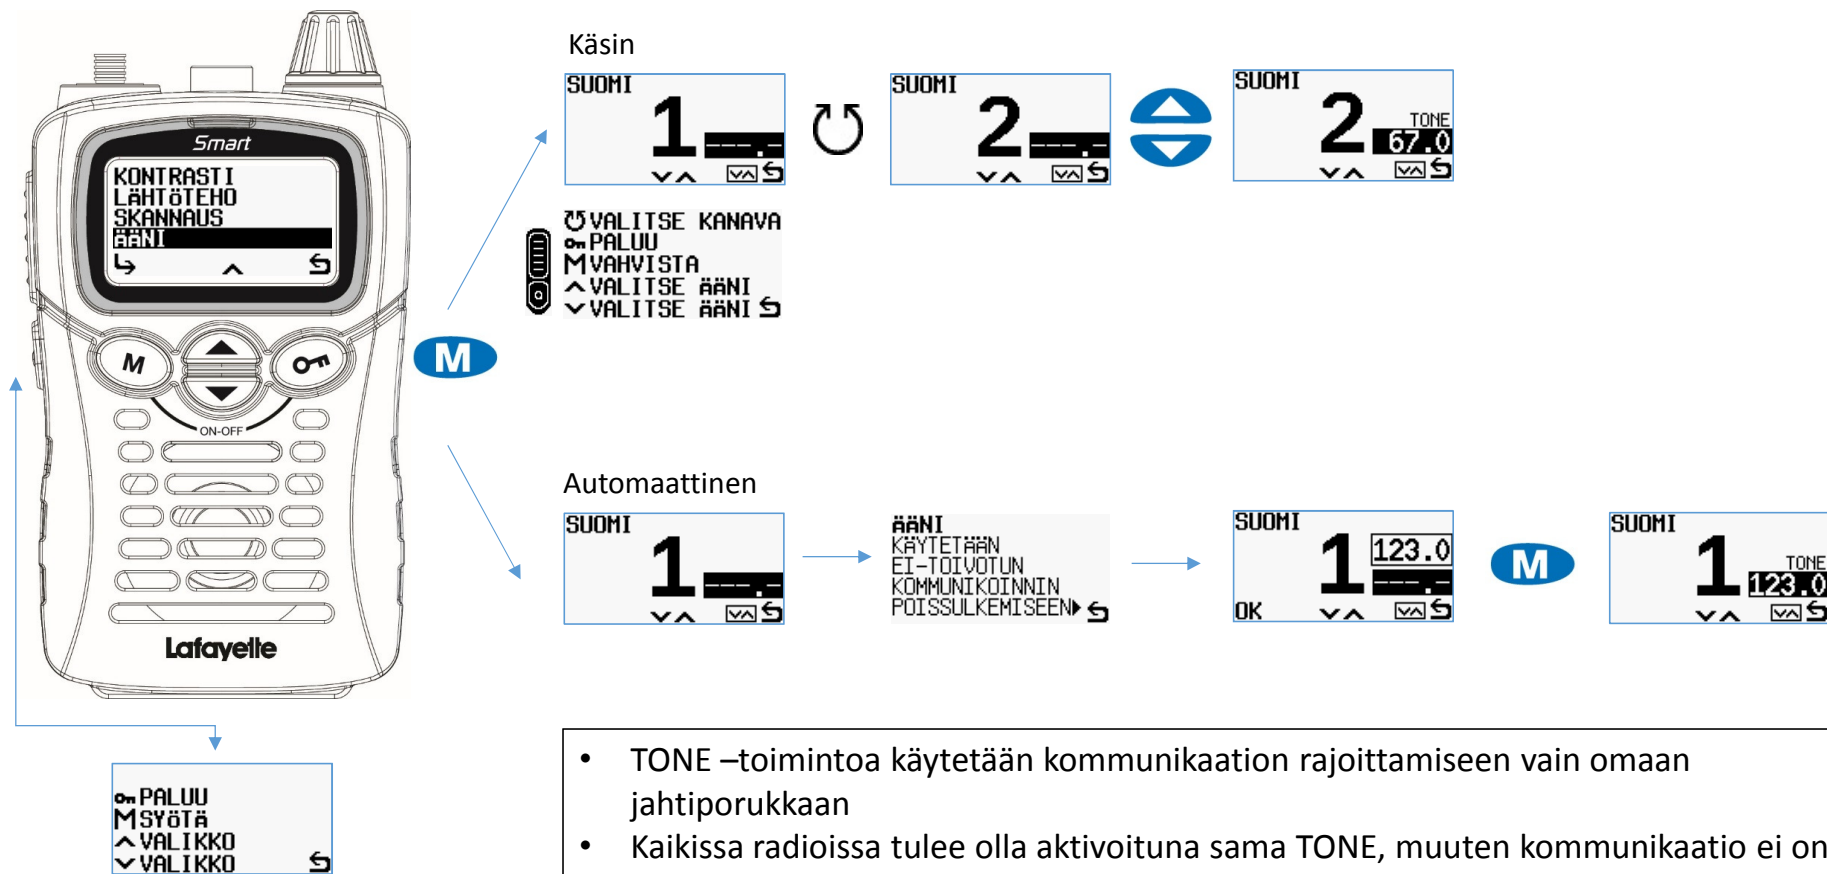 Smart
KONTRASTI
LÄHTÖTEHO
SKANNAUS
ÄÄNI
M
ON-OFF
Lafayette
M
PALUU
M SYÖTÄ
VALIKKO
VALIKKO
Käsin
SUOMI
1 ---.-
SUOMI
2 ---.-
SUOMI
2 TONE
67.0
VALITSE KANAVA
PALUU
M VAHVISTA
VALITSE ÄÄNI
VALITSE ÄÄNI
Automaattinen
SUOMI
1 ---.-
ÄÄNI
KÄYTETÄÄN
EI-TOIVOTUN
KOMMUNIKOINNIN
POISSULKEMISEEN
SUOMI
1 123.0
---.-
OK
M
SUOMI
1 TONE
123.0
• TONE –toimintoa käytetään kommunikaation rajoittamiseen vain omaan
jahtiporukkaan
• Kaikissa radioissa tulee olla aktivoituna sama TONE, muuten kommunikaatio ei on